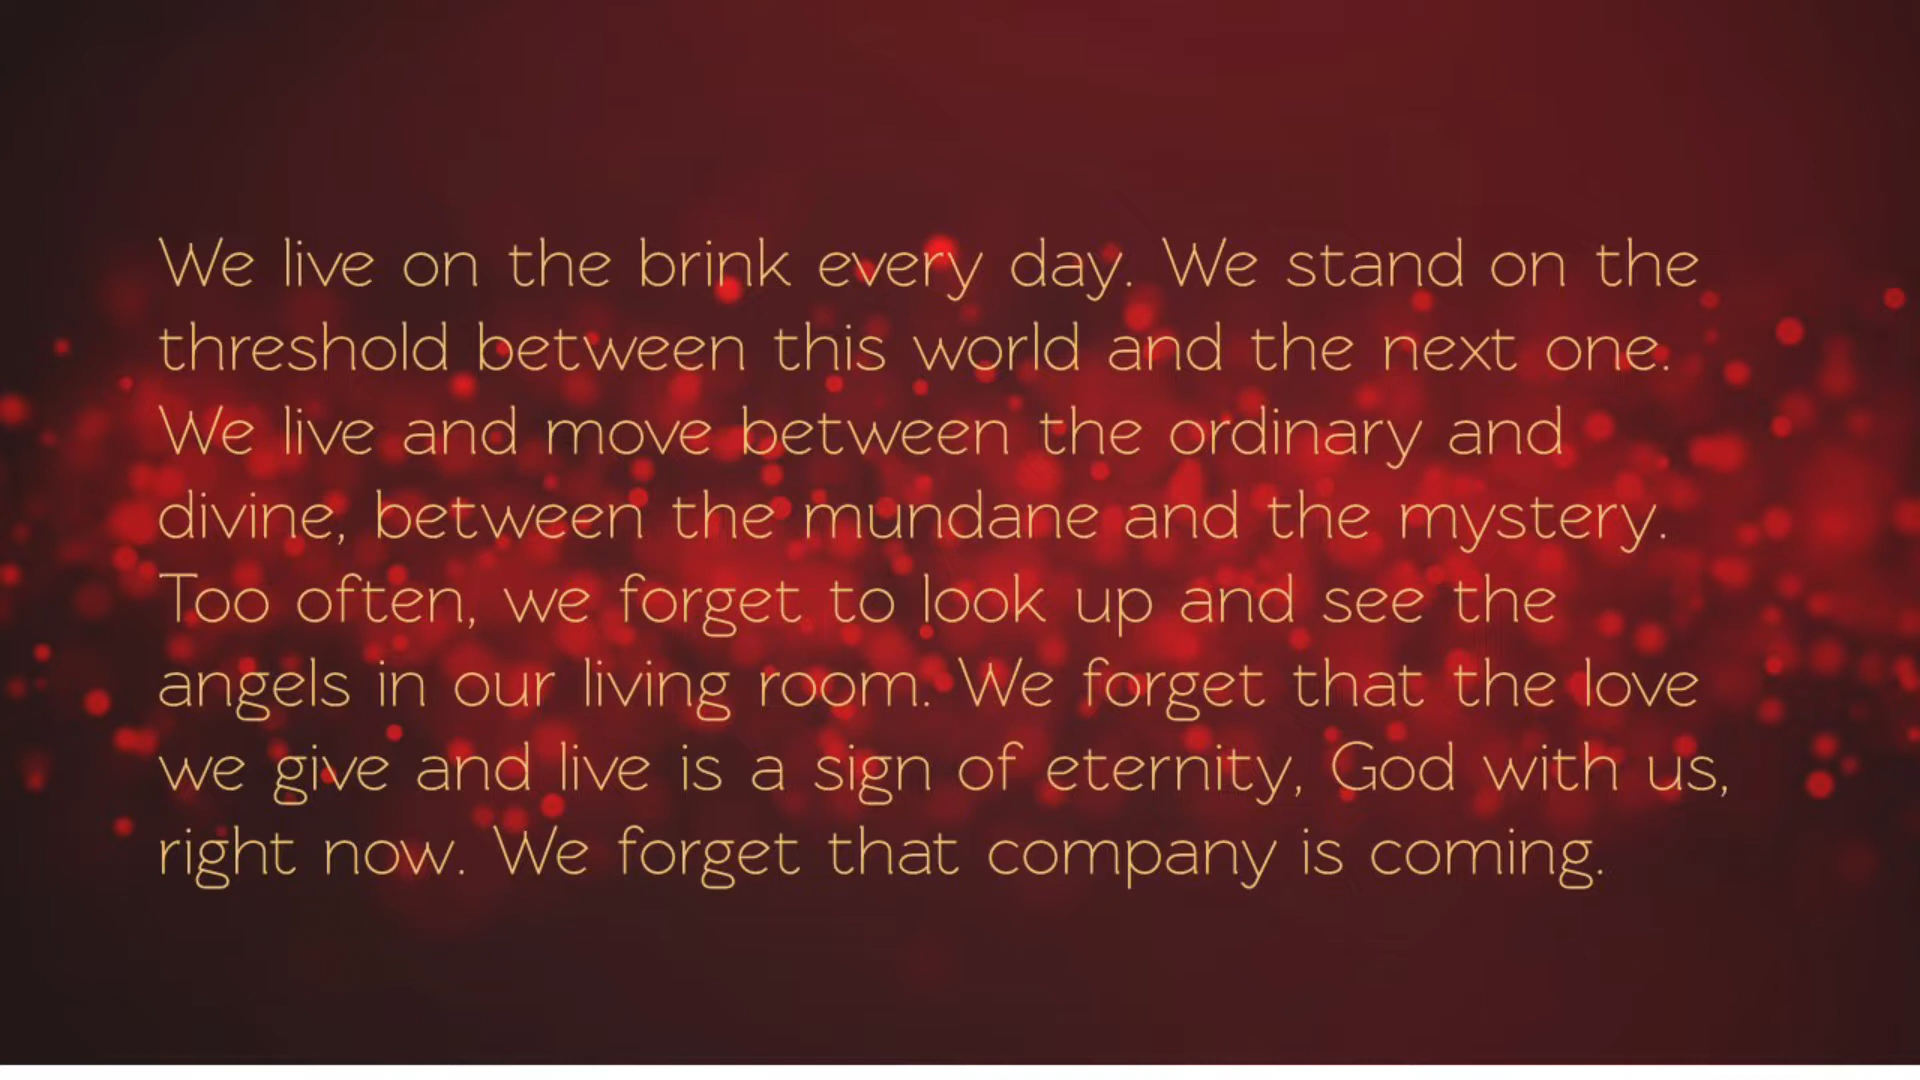 We live on the brink every day. We stand on the
threshold between this world and the next one.
We live and move between the ordinary and
divine, between the mundane and the mystery.
Too often, we forget to look up and see the
angels in our living room. We forget that the love
we give and live is a sign of eternity, God with us,
right now. We forget that company is coming.